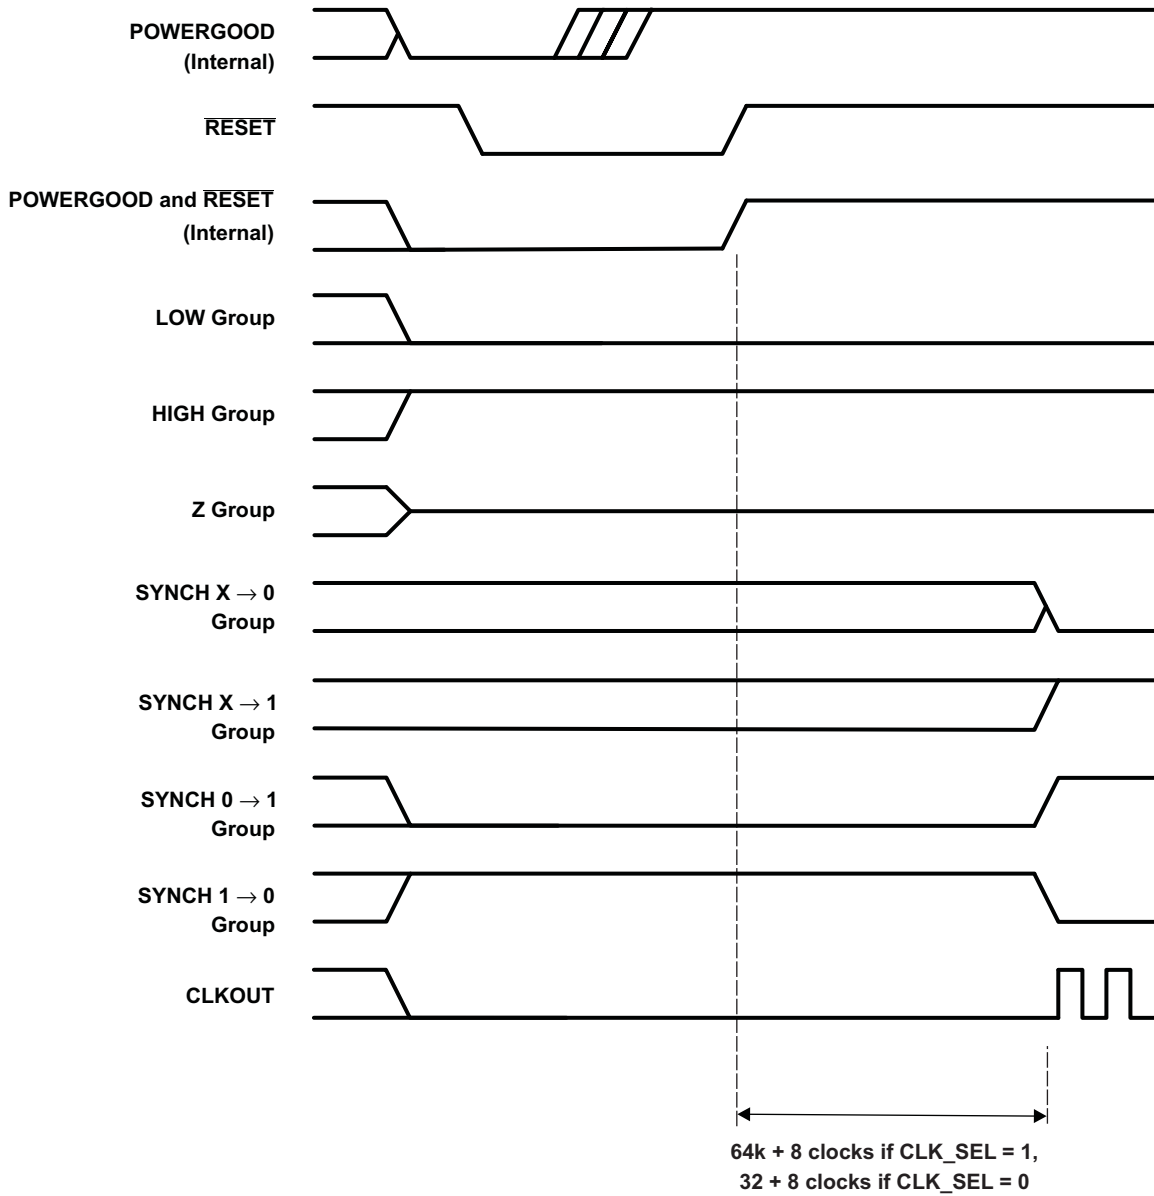 POWERGOOD
(Internal)
RESET
POWERGOOD and RESET
(Internal)
LOW Group
HIGH Group
Z Group
SYNCH X → 0
Group
SYNCH X → 1
Group
SYNCH 0 → 1
Group
SYNCH 1 → 0
Group
CLKOUT
64k + 8 clocks if CLK_SEL = 1,
32 + 8 clocks if CLK_SEL = 0